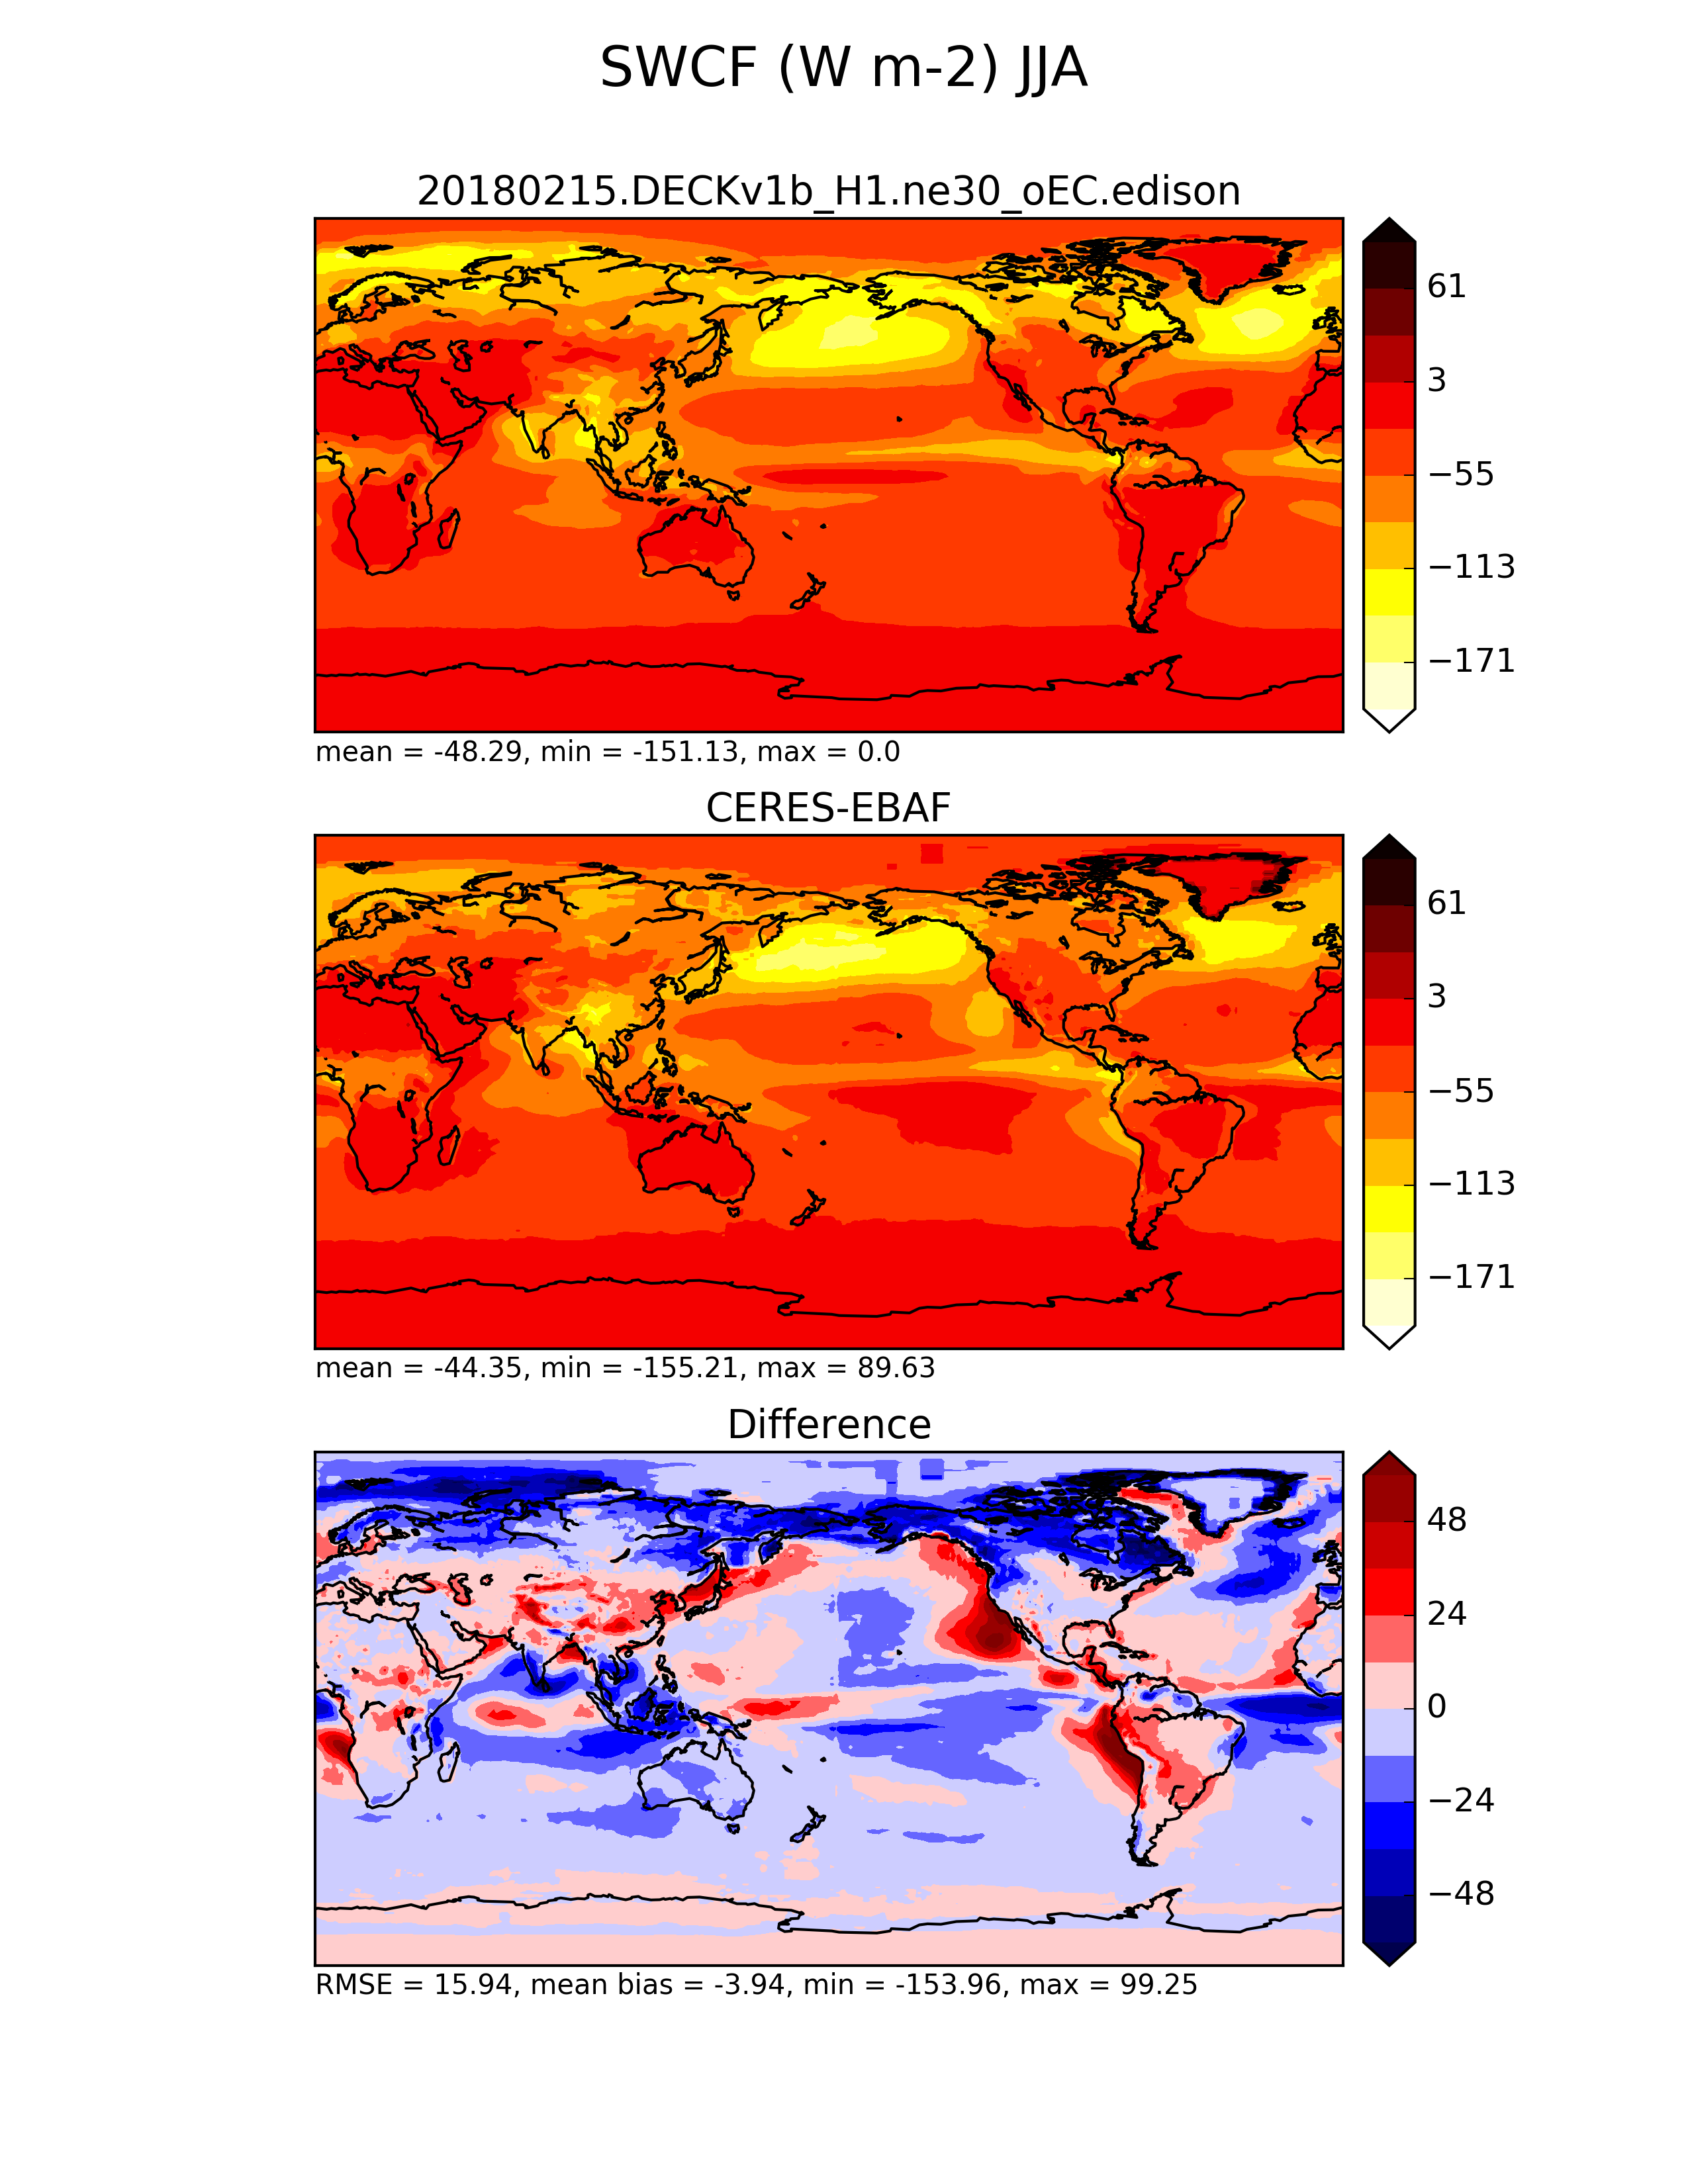 SWCF (W m-2) JJA
20180215.DECKv1b_H1.ne30_oEC.edison
61
3
−55
−113
−171
mean = -48.29, min = -151.13, max = 0.0
CERES-EBAF
61
3
−55
−113
−171
mean = -44.35, min = -155.21, max = 89.63
Difference
48
24
0
−24
−48
RMSE = 15.94, mean bias = -3.94, min = -153.96, max = 99.25